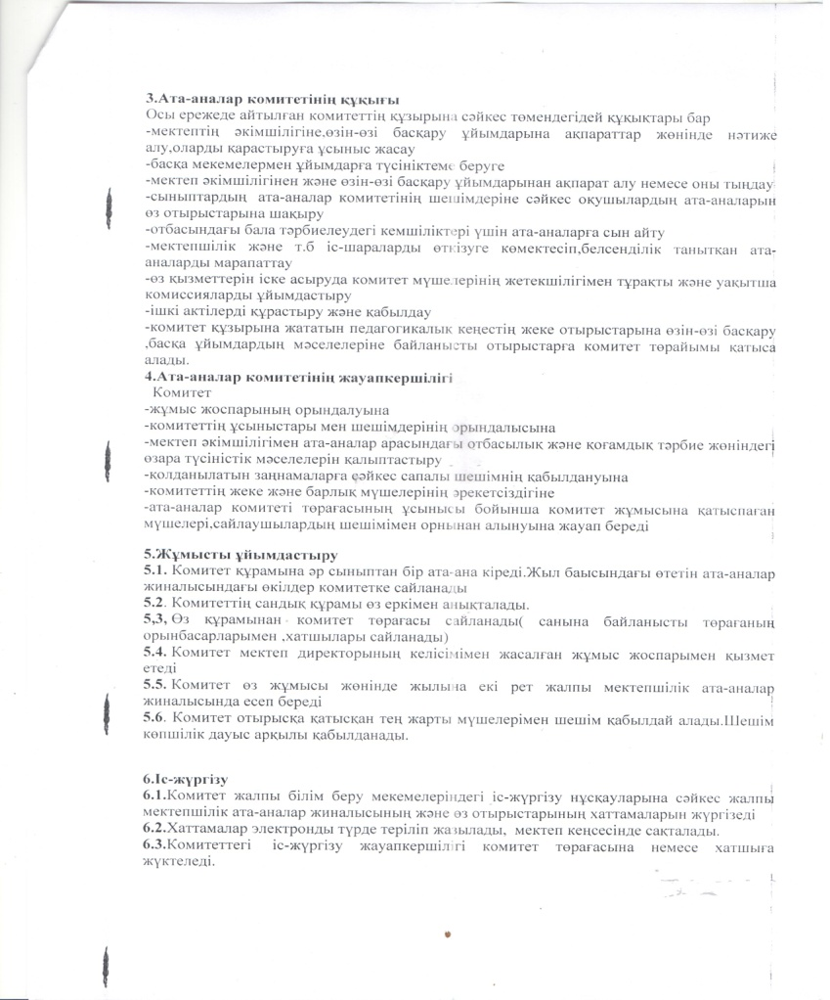 3.Ата-аналар комитетінің құқығы
Осы ережеде айтылған комитеттің құзырына сәйкес төмендегідей құқықтары бар
-мектептің әкімшілігіне,өзін-өзі басқару ұйымдарына ақпараттар жөнінде нәтиже
алу,оларды қарастыруға ұсыныс жасау
-басқа мекемелермен ұйымдарға түсініктеме беруге
-мектеп әкімшілігінен және өзін-өзі басқару ұйымдарынан ақпарат алу немесе оны тыңдау
-сыныптардың ата-аналар комитетінің шешімдеріне сәйкес оқушылардың ата-аналарын
өз отырыстарына шақыру
-отбасындағы бала тәрбиелеудегі кемшіліктері үшін ата-аналарға сын айту
-мектепшілік және т.б іс-шараларды өткізуге көмектесіп,белсенділік танытқан ата-
аналарды марапаттау
-өз қызметтерін іске асыруда комитет мүшелерінің жетекшілігімен тұрақты және уақытша
комиссияларды ұйымдастыру
-ішкі актілерді құрастыру және қабылдау
-комитет құзырына жататын педагогикалык кеңестің жеке отырыстарына өзін-өзі басқару
,басқа ұйымдардың мәселелеріне байланысты отырыстарға комитет төрайымы қатыса
алады.
4.Ата-аналар комитетінің жауапкершілігі
Комитет
-жұмыс жоспарының орындалуына
-комитеттің ұсыныстары мен шешімдерінің орындалысына
-мектеп әкімшілігімен ата-аналар арасындағы отбасылық және қоғамдық тәрбие жөніндегі
өзара түсіністік мәселелерін қалыптастыру
-қолданылатын заңнамаларға сәйкес сапалы шешімнің қабылдануына
-комитеттің жеке және барлық мүшелерінің әрекетсіздігіне
-ата-аналар комитеті төрағасының ұсынысы бойынша комитет жұмысына қатыспаған
мүшелері,сайлаушылардың шешімімен орнынан алынуына жауап береді
5.Жұмысты ұйымдастыру
5.1. Комитет құрамына әр сыныптан бір ата-ана кіреді.Жыл баысындағы өтетін ата-аналар
жиналысындағы өкілдер комитетке сайланады
5.2. Комитеттің сандық құрамы өз еркімен анықталады.
5,3, Өз құрамынан комитет төрағасы сайланады( санына байланысты төрағаның
орынбасарларымен ,хатшылары сайланады)
5.4. Комитет мектеп директорының келісімімен жасалған жұмыс жоспарымен қызмет
етеді
5.5. Комитет өз жұмысы жөнінде жылына екі рет жалпы мектепшілік ата-аналар
жиналысында есеп береді
5.6. Комитет отырысқа қатысқан тең жарты мүшелерімен шешім қабылдай алады.Шешім
көпшілік дауыс арқылы қабылданады.
6.Іс-жүргізу
6.1.Комитет жалпы білім беру мекемелеріндегі іс-жүргізу нұсқауларына сәйкес жалпы
мектепшілік ата-аналар жиналысының және өз отырыстарының хаттамаларын жүргізеді
6.2.Хаттамалар электронды түрде теріліп жазылады, мектеп кеңсесінде сақталады.
6.3.Комитеттегі іс-жүргізу жауапкершілігі комитет төрағасына немесе хатшыға
жүктеледі.